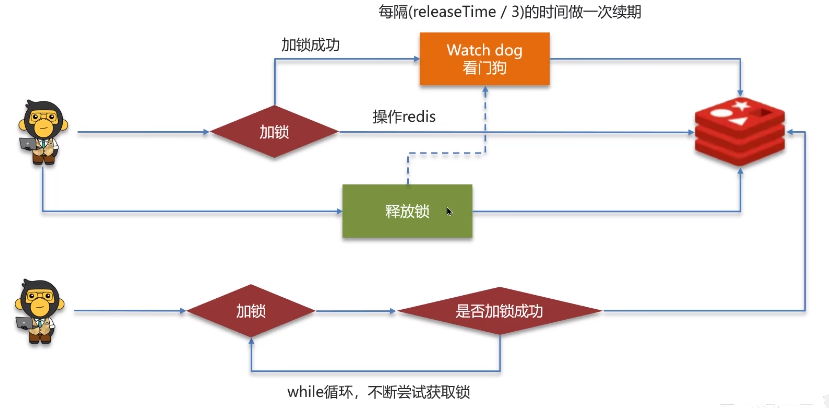 每隔(releaseTime / 3)的时间做一次续期
加锁成功
Watch dog
看门狗
加锁
操作redis
释放锁
加锁
是否加锁成功
while循环，不断尝试获取锁